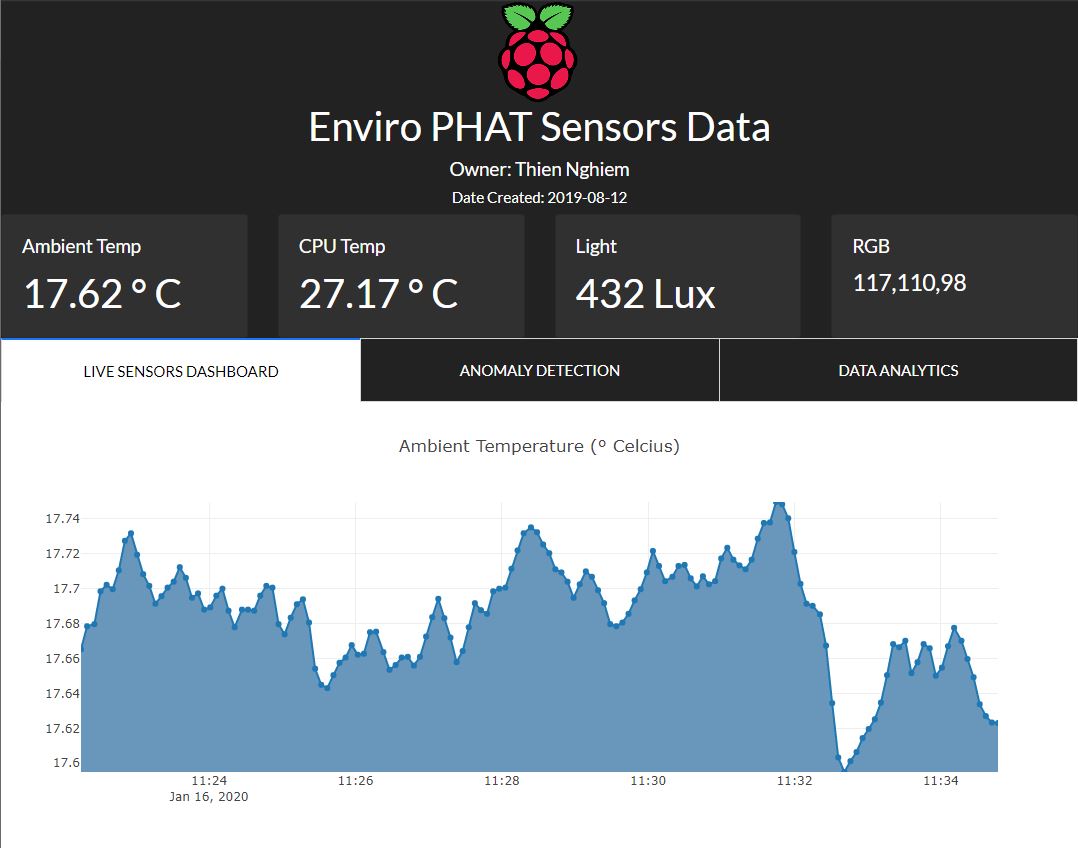 Enviro PHAT Sensors Data
Owner: Thien Nghiem
Date Created: 2019-08-12
Ambient Temp
17.62 ° C
CPU Temp
27.17 ° C
Light
432 Lux
RGB
117,110,98
LIVE SENSORS DASHBOARD
ANOMALY DETECTION
DATA ANALYTICS
Ambient Temperature (° Celcius)
17.74
17.72
17.7
17.68
17.66
17.64
17.62
17.6
11:24
11:26
11:28
11:30
11:32
11:34
Jan 16, 2020